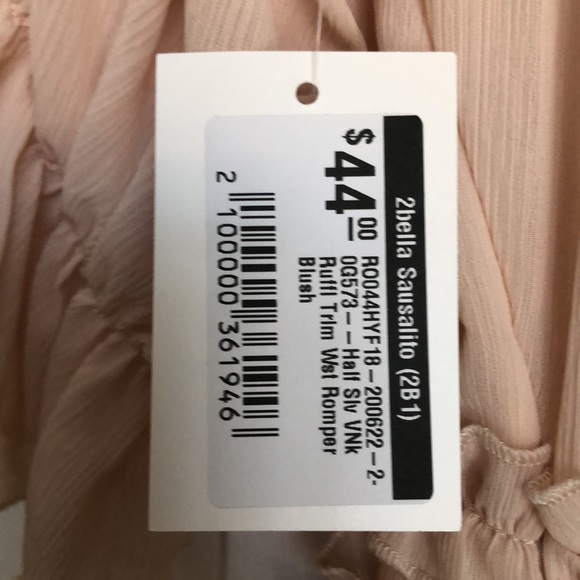 2bella Sausalito (2B1)
$44.00
RO044HYF18-200622-2-
0G573--Half Slv VNk
Ruffl Trlm Wst Romper
Blush
2 100000 361946